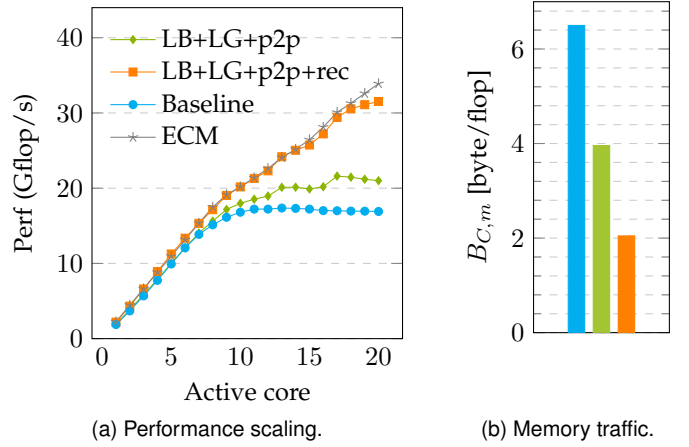 40
30
20
10
0
Perf (Gflop/s)
LB+LG+p2p
LB+LG+p2p+rec
Baseline
ECM
0 5 10 15 20
Active core
(a) Performance scaling.
6
4
2
0
B_{C,m} [byte/flop]
(b) Memory traffic.